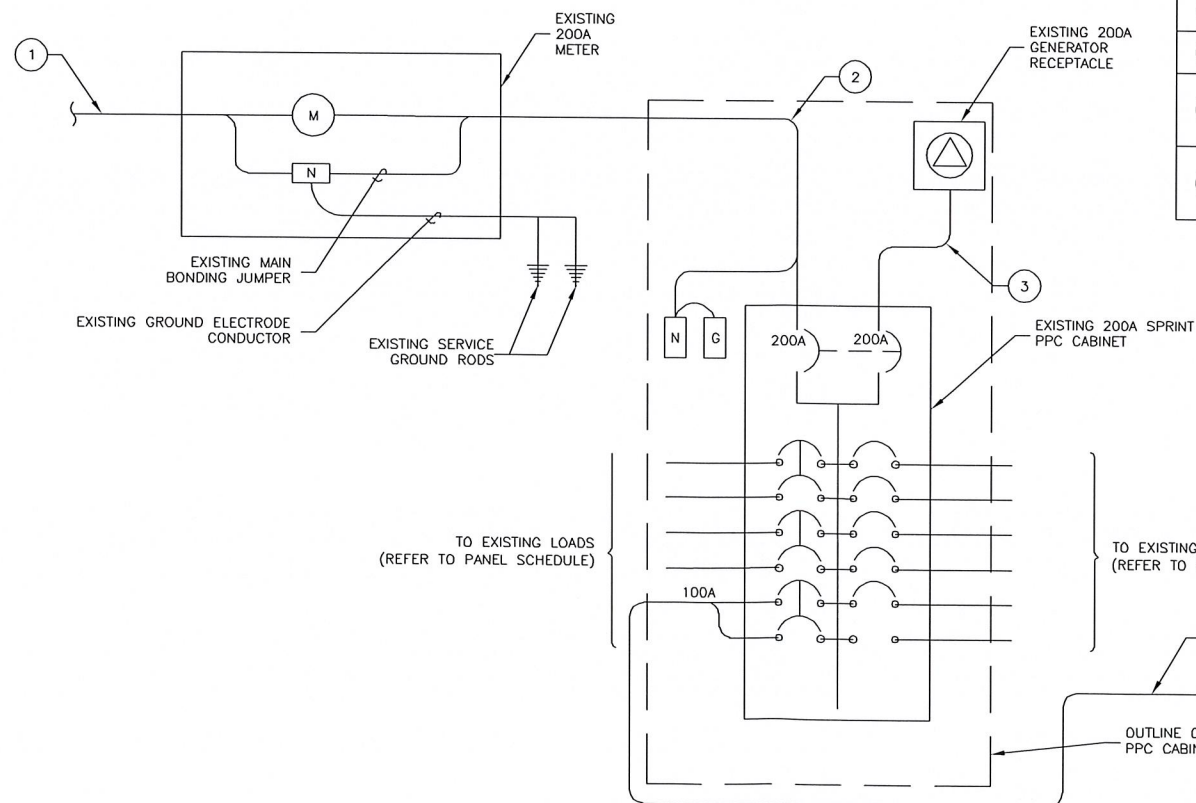 EXISTING
200A
METER
1
M
N
EXISTING MAIN
BONDING JUMPER
EXISTING GROUND ELECTRODE
CONDUCTOR
EXISTING SERVICE
GROUND RODS
2
EXISTING 200A
GENERATOR
RECEPTACLE
3
N
G
200A
200A
EXISTING 200A SPRINT
PPC CABINET
TO EXISTING LOADS
(REFER TO PANEL SCHEDULE)
100A
TO EXISTING
(REFER TO
OUTLINE
PPC